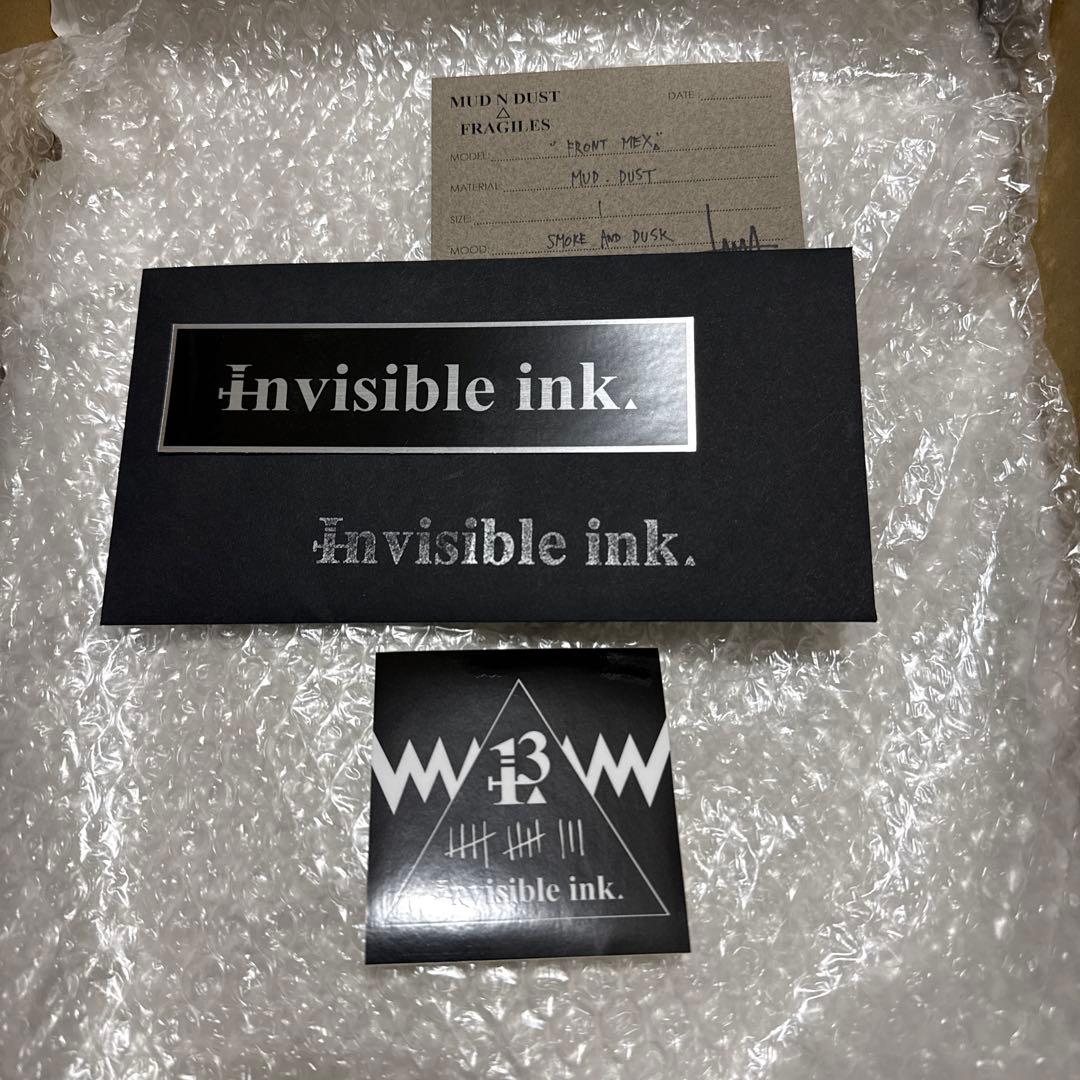 MUD N DUST
FRAGILES
DATE :
MODEL: "FRONT MEX"
MATERIAL: MUD . DUST
SIZE: 1
MOOD: SMOKE AND DUSK
Invisible ink.
Invisible ink.
13
Invisible ink.